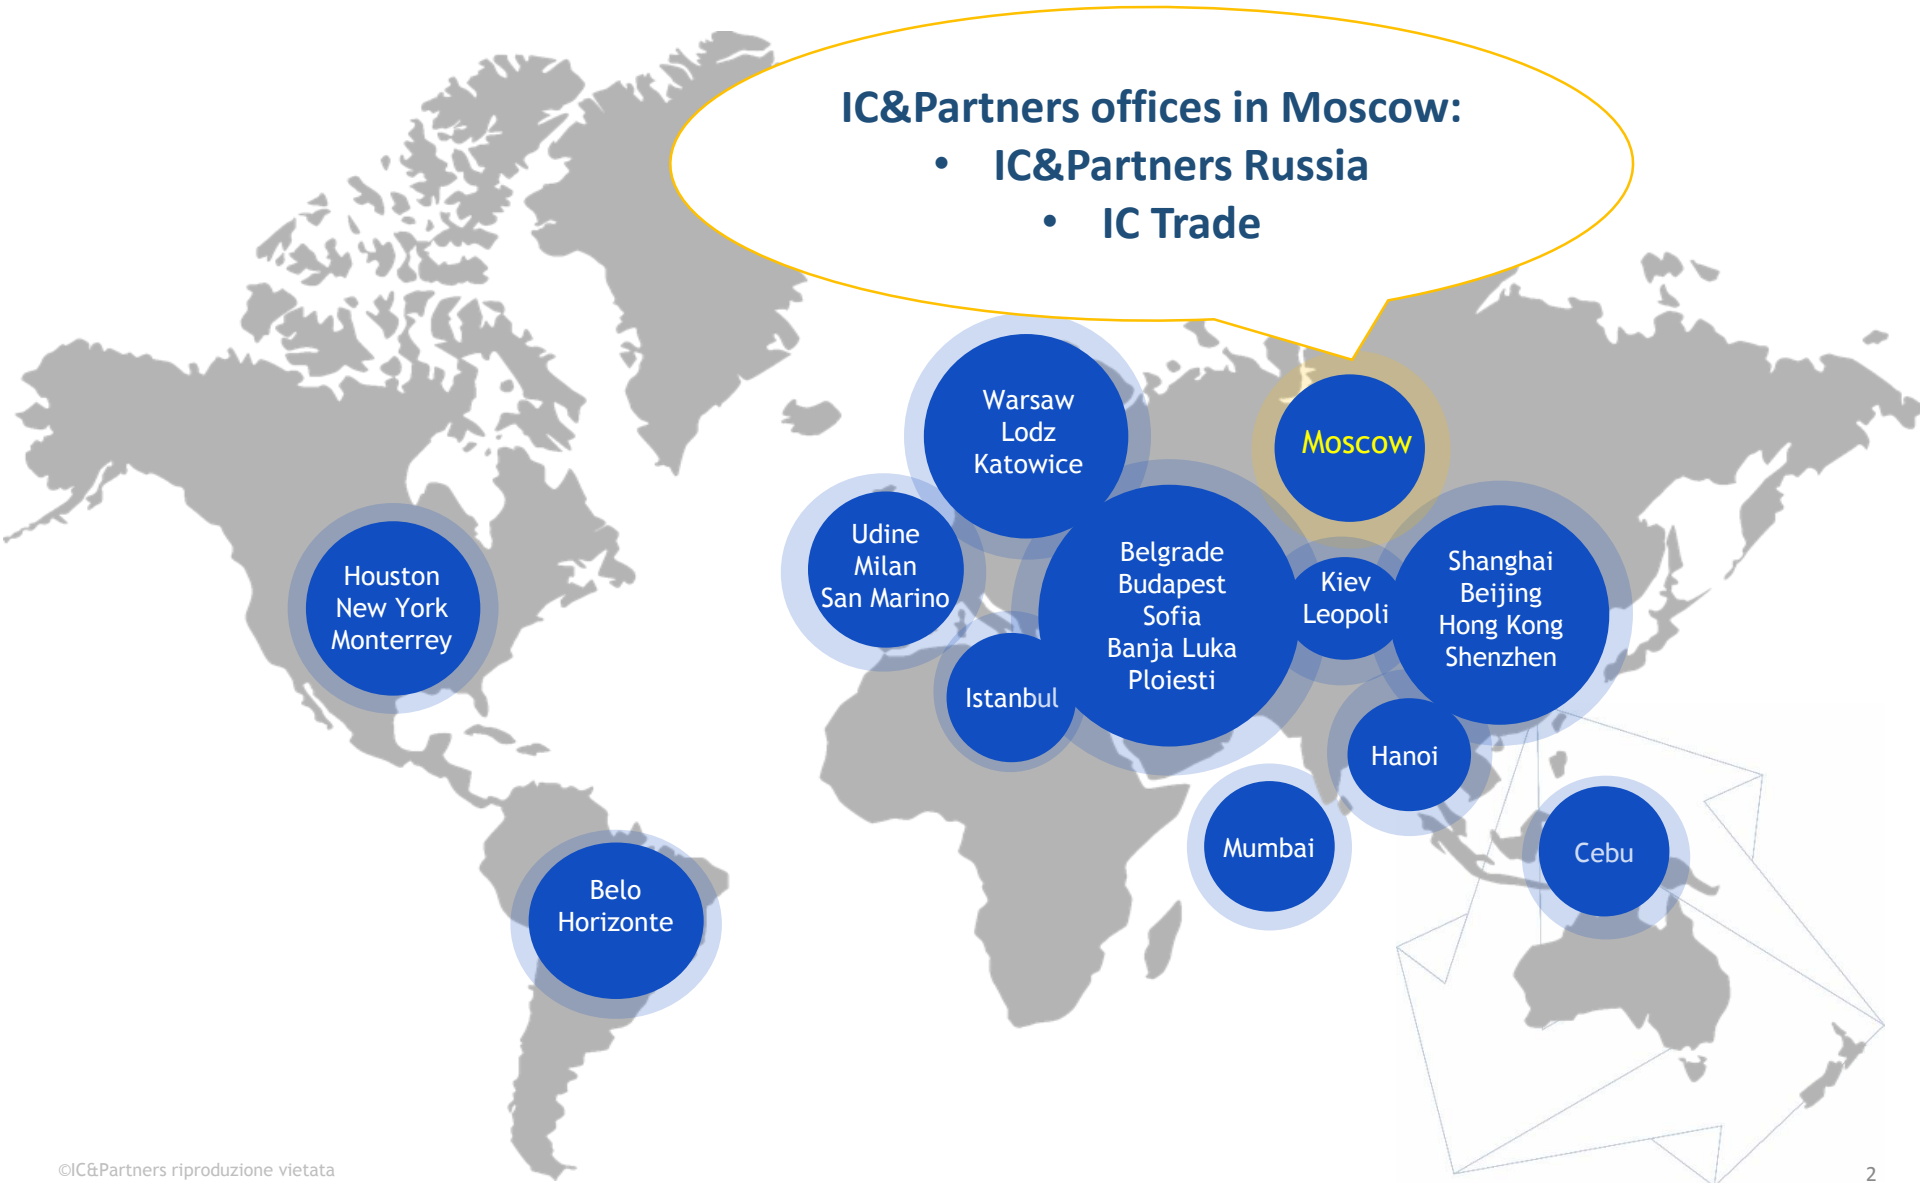 IC&Partners offices in Moscow:
• IC&Partners Russia
• IC Trade
Warsaw
Lodz
Katowice
Moscow
Udine
Milan
San Marino
Belgrade
Budapest
Sofia
Banja Luka
Ploiesti
Kiev
Leopoli
Shanghai
Beijing
Hong Kong
Shenzhen
Houston
New York
Monterrey
Istanbul
Hanoi
Mumbai
Cebu
Belo
Horizonte
©IC&Partners riproduzione vietata
2